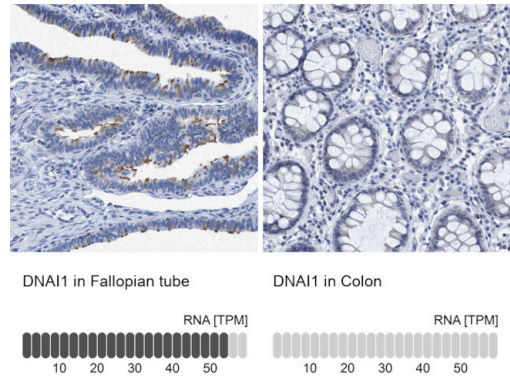 DNAI1 in Fallopian tube
RNA [TPM]
10 20 30 40 50
DNAI1 in Colon
RNA [TPM]
10 20 30 40 50